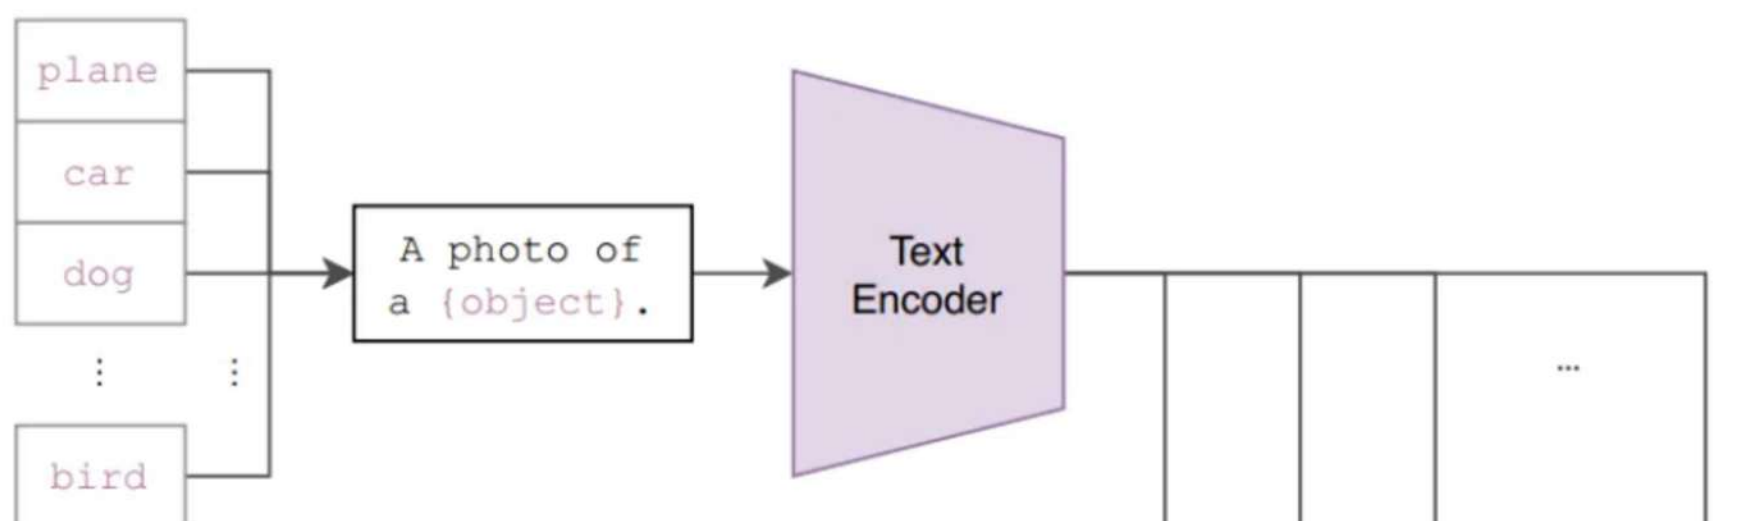 plane
car
dog
⋮ ⋮
bird
A photo of
a {object}.
Text
Encoder
...